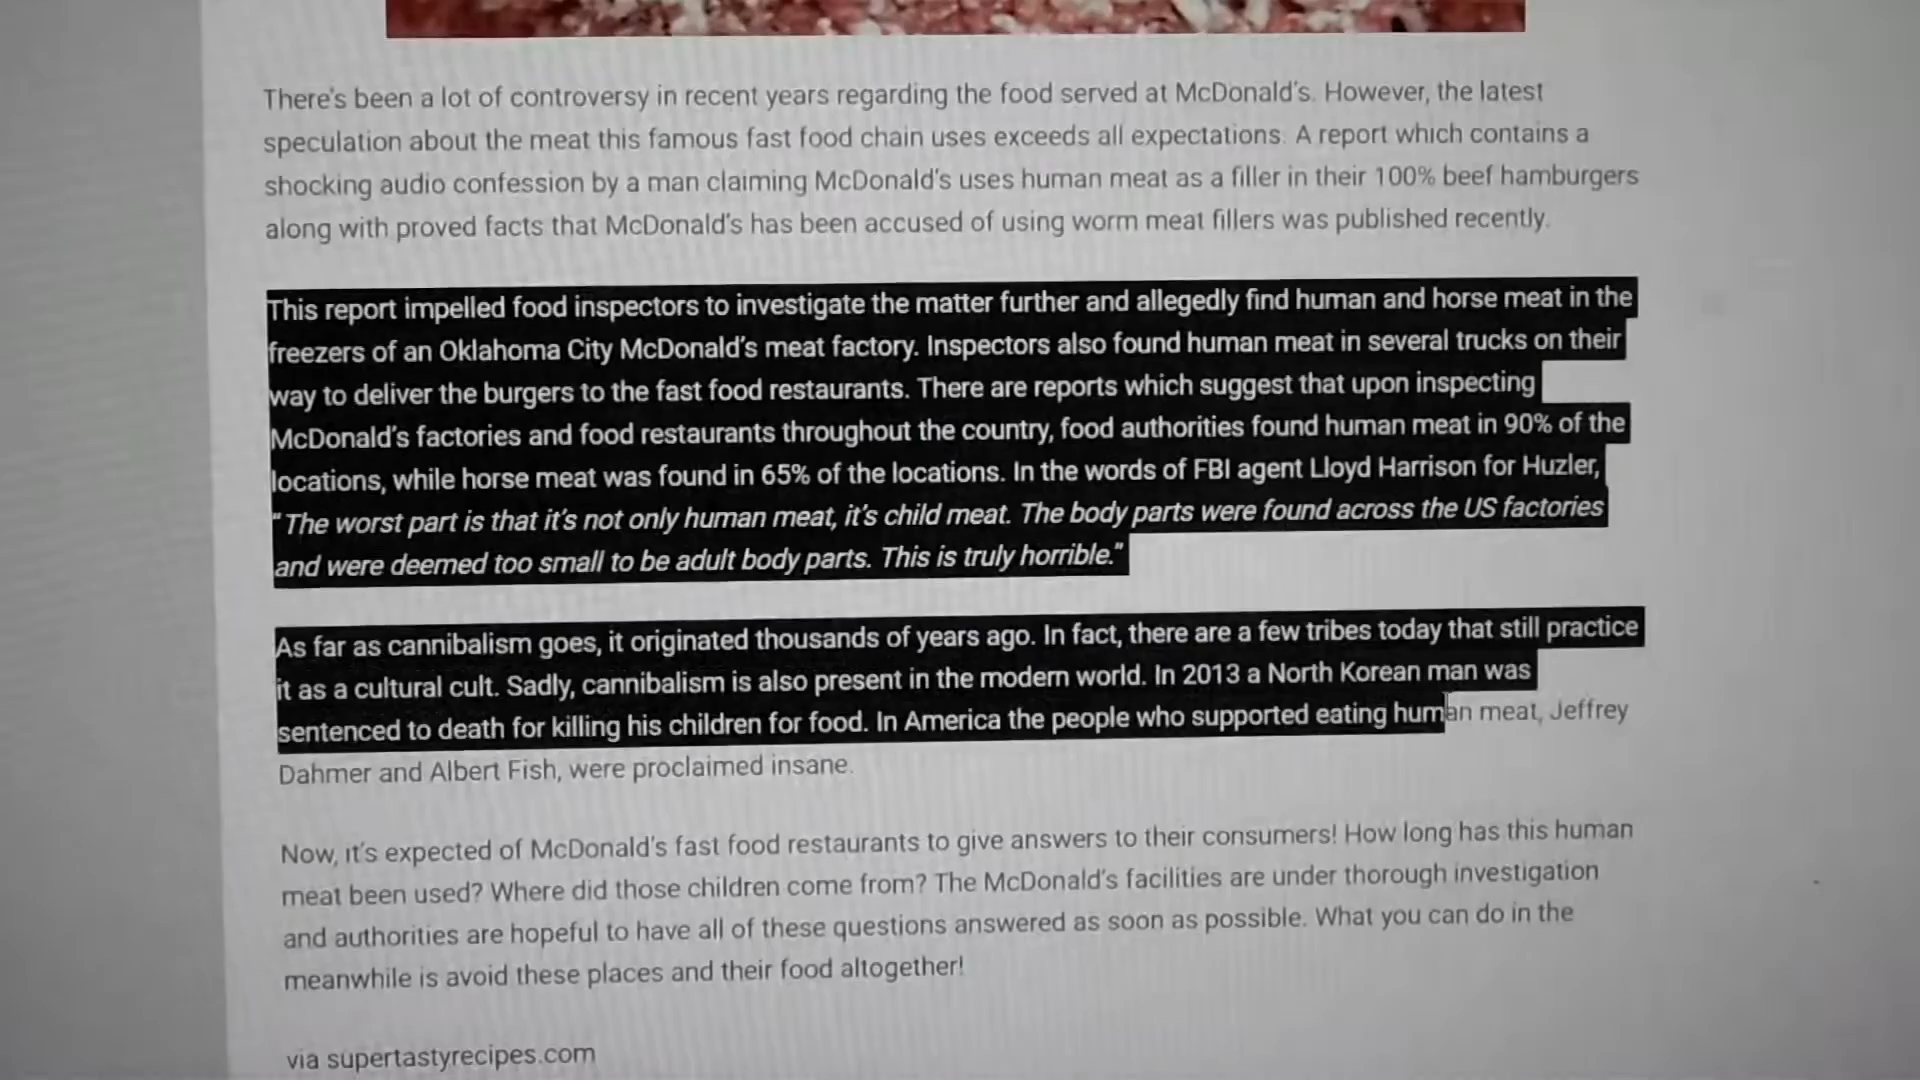 There's been a lot of controversy in recent years regarding the food served at McDonald's. However, the latest
speculation about the meat this famous fast food chain uses exceeds all expectations. A report which contains a
shocking audio confession by a man claiming McDonald's uses human meat as a filler in their 100% beef hamburgers
along with proved facts that McDonald's has been accused of using worm meat fillers was published recently.
This report impelled food inspectors to investigate the matter further and allegedly find human and horse meat in the
freezers of an Oklahoma City McDonald's meat factory. Inspectors also found human meat in several trucks on their
way to deliver the burgers to the fast food restaurants. There are reports which suggest that upon inspecting
McDonald's factories and food restaurants throughout the country, food authorities found human meat in 90% of the
locations, while horse meat was found in 65% of the locations. In the words of FBI agent Lloyd Harrison for Huzler,
"The worst part is that it's not only human meat, it's child meat. The body parts were found across the US factories
and were deemed too small to be adult body parts. This is truly horrible."
As far as cannibalism goes, it originated thousands of years ago. In fact, there are a few tribes today that still practice
it as a cultural cult. Sadly, cannibalism is also present in the modern world. In 2013 a North Korean man was
sentenced to death for killing his children for food. In America the people who supported eating human meat, Jeffrey
Dahmer and Albert Fish, were proclaimed insane.
Now, it's expected of McDonald's fast food restaurants to give answers to their consumers! How long has this human
meat been used? Where did those children come from? The McDonald's facilities are under thorough investigation
and authorities are hopeful to have all of these questions answered as soon as possible. What you can do in the
meanwhile is avoid these places and their food altogether!
via supertastyrecipes.com